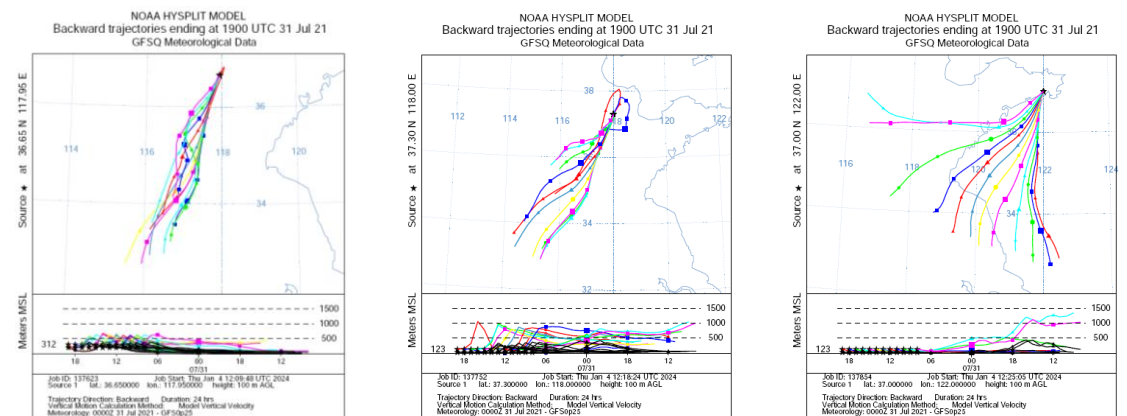 NOAA HYSPLIT MODEL
Backward trajectories ending at 1900 UTC 31 Jul 21
GFSQ Meteorological Data
Source ★ at 36.65 N 117.95 E
36
114
116
118
120
34
Meters MSL
1500
1000
500
312
18 12 06 00 18 12
07/31
Job ID: 137623 Job Start: Thu Jan 4 12:09:48 UTC 2024
Source 1 lat.: 36.650000 lon.: 117.950000 height: 100 m AGL
Trajectory Direction: Backward Duration: 24 hrs
Vertical Motion Calculation Method: Model Vertical Velocity
Meteorology: 0000Z 31 Jul 2021 - GFS0p25
NOAA HYSPLIT MODEL
Backward trajectories ending at 1900 UTC 31 Jul 21
GFSQ Meteorological Data
Source ★ at 37.30 N 118.00 E
38
112
114
116
118
120
122
36
34
32
Meters MSL
1500
1000
500
123
18 12 06 00 18 12
07/31
Job ID: 137752 Job Start: Thu Jan 4 12:18:24 UTC 2024
Source 1 lat.: 37.300000 lon.: 118.000000 height: 100 m AGL
Trajectory Direction: Backward Duration: 24 hrs
Vertical Motion Calculation Method: Model Vertical Velocity
Meteorology: 0000Z 31 Jul 2021 - GFS0p25
NOAA HYSPLIT MODEL
Backward trajectories ending at 1900 UTC 31 Jul 21
GFSQ Meteorological Data
Source ★ at 37.000 N 122.00 E
116
118
120
122
124
34
Meters MSL
1500
1000
500
123
18 12 06 00 18 12
07/31
Job ID: 137854 Job Start: Thu Jan 4 12:25:05 UTC 2024
Source 1 lat.: 37.000000 lon.: 122.000000 height: 100 m AGL
Trajectory Direction: Backward Duration: 24 hrs
Vertical Motion Calculation Method: Model Vertical Velocity
Meteorology: 0000Z 31 Jul 2021 - GFS0p25